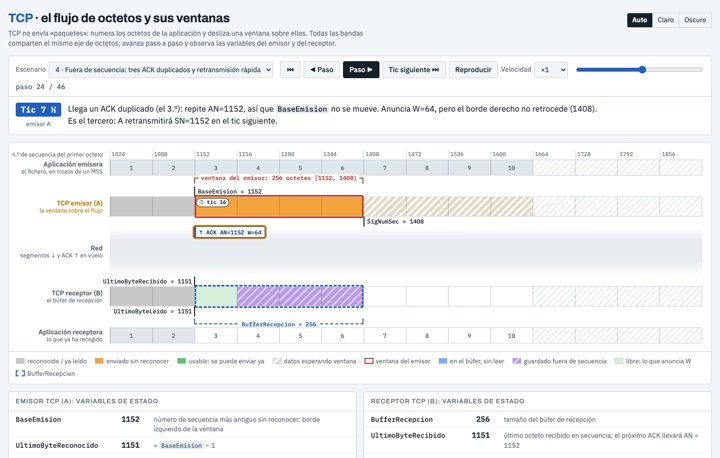 TCP · el flujo de octetos y sus ventanas
TCP no envía «paquetes»: numera los octetos de la aplicación y desliza una ventana sobre ellos. Todas las bandas
comparten el mismo eje de octetos; avanza paso a paso y observa las variables del emisor y del receptor.
Auto Claro Oscuro
Escenario 4 · Fuera de secuencia: tres ACK duplicados y retransmisión rápida ⏮ ◀ Paso Paso ▶ Tic siguiente ⏭ Reproducir Velocidad ×1
paso 24 / 46
Tic 7 ½
emisor A
Llega un ACK duplicado (el 3.º): repite AN=1152, así que BaseEmision no se mueve. Anuncia W=64, pero el borde derecho no retrocede (1408).
Es el tercero: A retransmitirá SN=1152 en el tic siguiente.
n.º de secuencia del primer octeto 1024 1088 1152 1216 1280 1344 1408 1472 1536 1600 1664 1728 1792 1856
Aplicación emisora
el fichero, en trozos de un MSS
1 2 3 4 5 6 7 8 9 10
ventana del emisor: 256 octetos [1152, 1408)
BaseEmision = 1152
TCP emisor (A)
la ventana sobre el flujo
◷ tic 16
SigNumSec = 1408
↑ ACK AN=1152 W=64
Red
segmentos ↓ y ACK ↑ en vuelo
UltimoByteRecibido = 1151
TCP receptor (B)
el búfer de recepción
UltimoByteLeido = 1151
BufferRecepcion = 256
Aplicación receptora
lo que ya ha recogido
1 2 3 4 5 6 7 8 9 10
reconocido / ya leído enviado sin reconocer usable: se puede enviar ya datos esperando ventana ventana del emisor en el búfer, sin leer guardado fuera de secuencia libre: lo que anuncia W
BufferRecepcion
EMISOR TCP (A): VARIABLES DE ESTADO
BaseEmision 1152 número de secuencia más antiguo sin reconocer: borde
izquierdo de la ventana
UltimoByteReconocido 1151 = BaseEmision − 1
RECEPTOR TCP (B): VARIABLES DE ESTADO
BufferRecepcion 256 tamaño del búfer de recepción
UltimoByteRecibido 1151 último octeto recibido en secuencia; el próximo ACK llevará AN =
1152